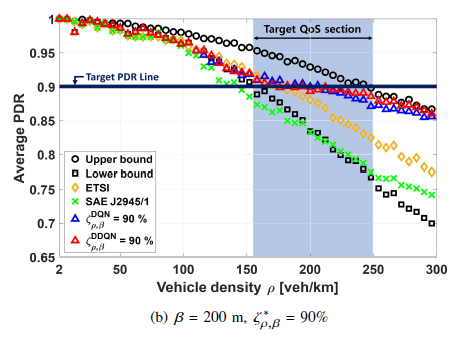 Target QoS section
Target PDR Line
1
0.95
0.9
0.85
0.8
0.75
0.7
0.65
Average PDR
Upper bound
Lower bound
ETSI
SAE J2945/1
ζ^DQN_ρ,β = 90 %
ζ^DDQN_ρ,β = 90 %
2 50 100 150 200 250 300
Vehicle density ρ [veh/km]
(b) β = 200 m, ζ*_ρ,β = 90%